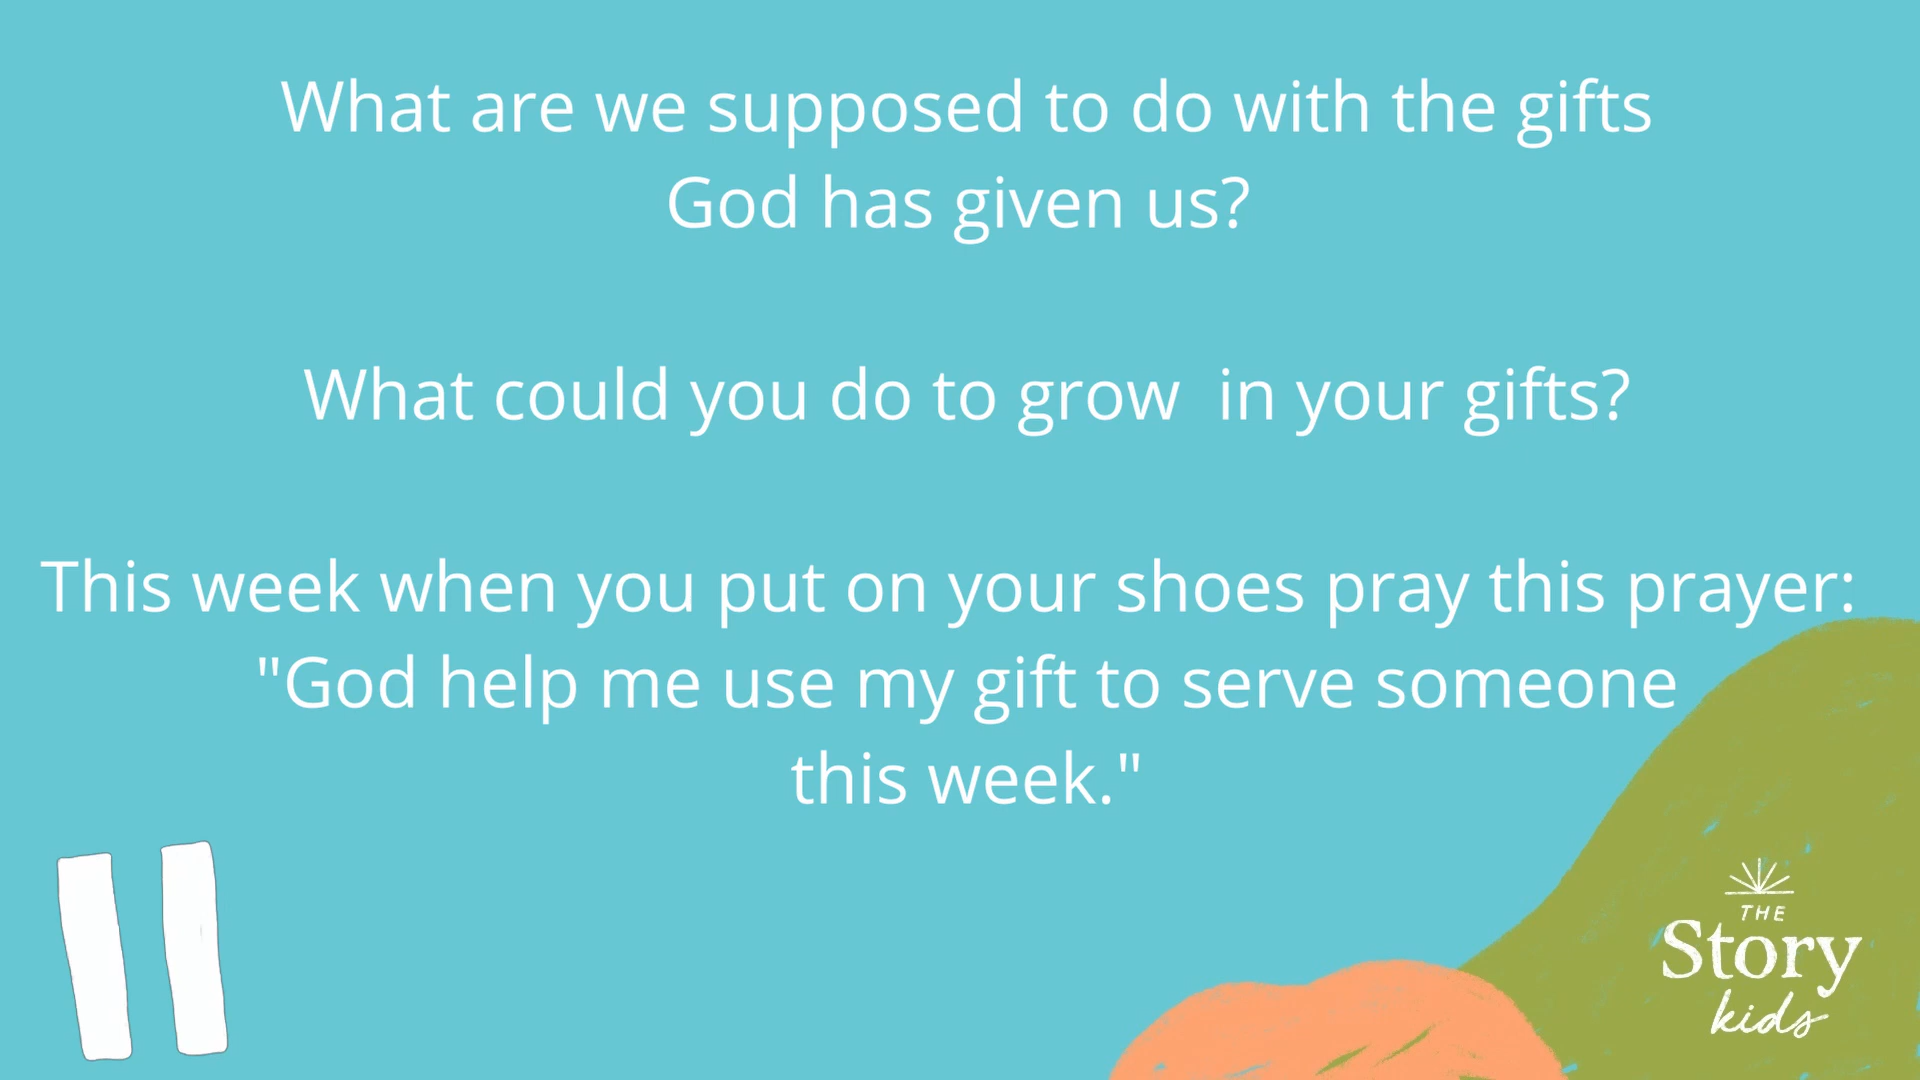 What are we supposed to do with the gifts
God has given us?
What could you do to grow  in your gifts?
This week when you put on your shoes pray this prayer:
"God help me use my gift to serve someone
this week."
THE
Story
kids